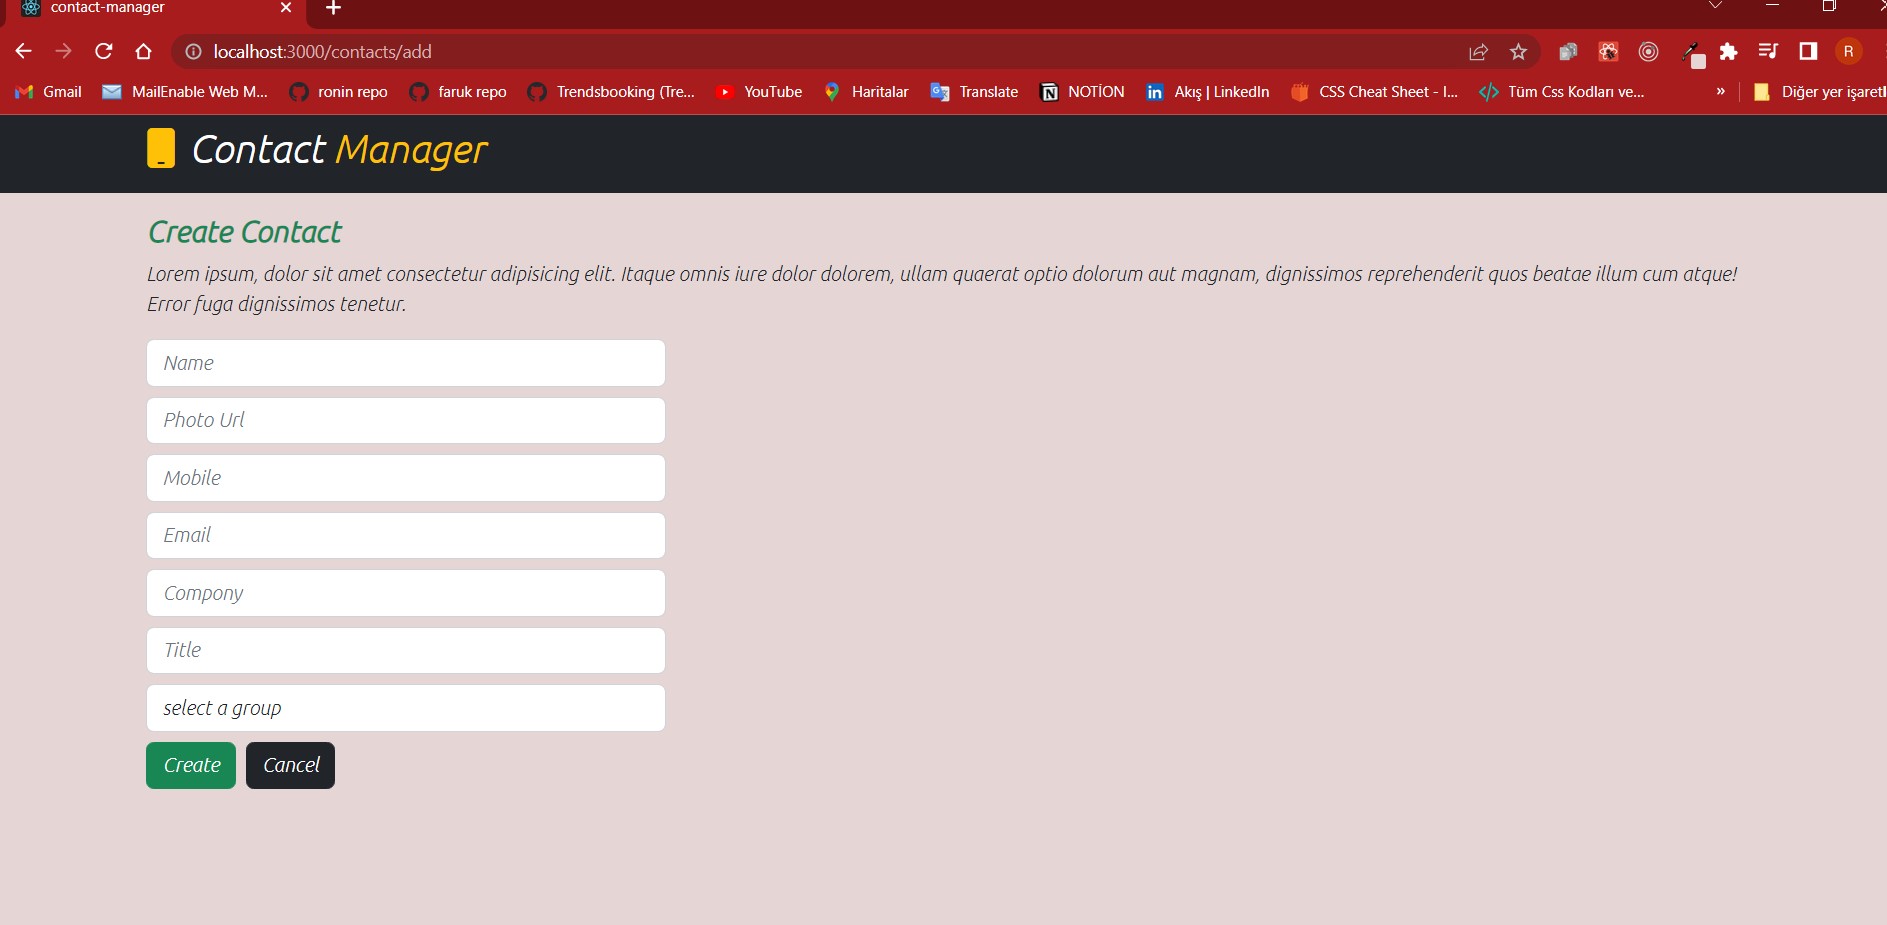 contact-manager
localhost:3000/contacts/add
R
Gmail MailEnable Web M... ronin repo faruk repo Trendsbooking (Tre... YouTube Haritalar Translate NOTİON Akış | LinkedIn CSS Cheat Sheet - I... Tüm Css Kodları ve... » Diğer yer işaretl
Contact Manager
Create Contact
Lorem ipsum, dolor sit amet consectetur adipisicing elit. Itaque omnis iure dolor dolorem, ullam quaerat optio dolorum aut magnam, dignissimos reprehenderit quos beatae illum cum atque!
Error fuga dignissimos tenetur.
Name
Photo Url
Mobile
Email
Compony
Title
select a group
Create Cancel